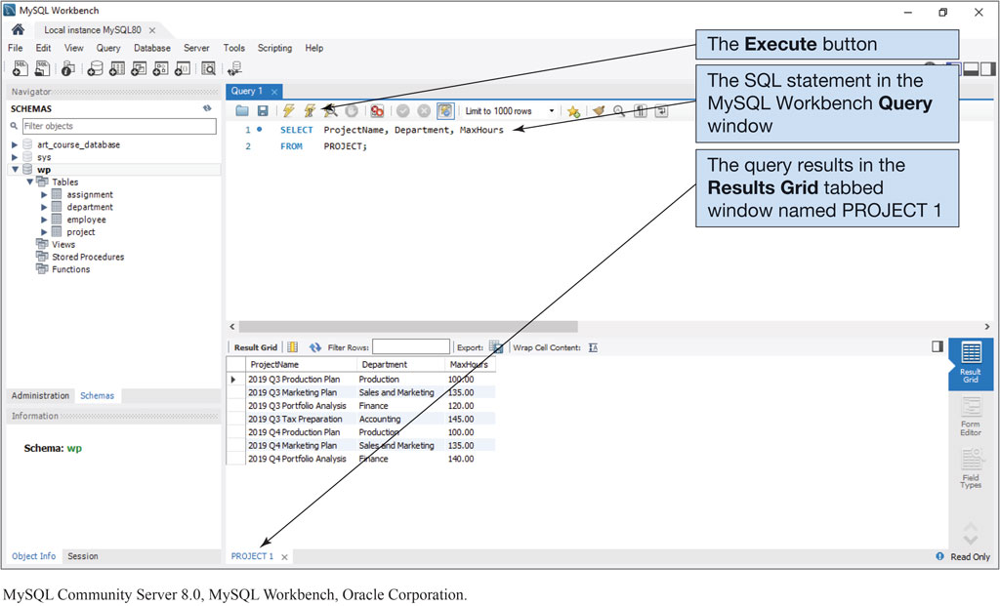 MySQL Workbench
Local instance MySQL80
File Edit View Query Database Server Tools Scripting Help
The Execute button
Navigator
SCHEMAS
Filter objects
art_course_database
sys
wp
Tables
assignment
department
employee
project
Views
Stored Procedures
Functions
Administration Schemas
Information
Schema: wp
Object Info Session
Query 1
Limit to 1000 rows
1 SELECT ProjectName, Department, MaxHours
2 FROM PROJECT;
The SQL statement in the
MySQL Workbench Query
window
The query results in the
Results Grid tabbed
window named PROJECT 1
Result Grid Filter Rows: Export: Wrap Cell Content: IA
ProjectName Department MaxHours
2019 Q3 Production Plan Production 100.00
2019 Q3 Marketing Plan Sales and Marketing 135.00
2019 Q3 Portfolio Analysis Finance 120.00
2019 Q3 Tax Preparation Accounting 145.00
2019 Q4 Production Plan Production 100.00
2019 Q4 Marketing Plan Sales and Marketing 135.00
2019 Q4 Portfolio Analysis Finance 140.00
Result
Grid
Form
Editor
Field
Types
PROJECT 1
Read Only
MySQL Community Server 8.0, MySQL Workbench, Oracle Corporation.